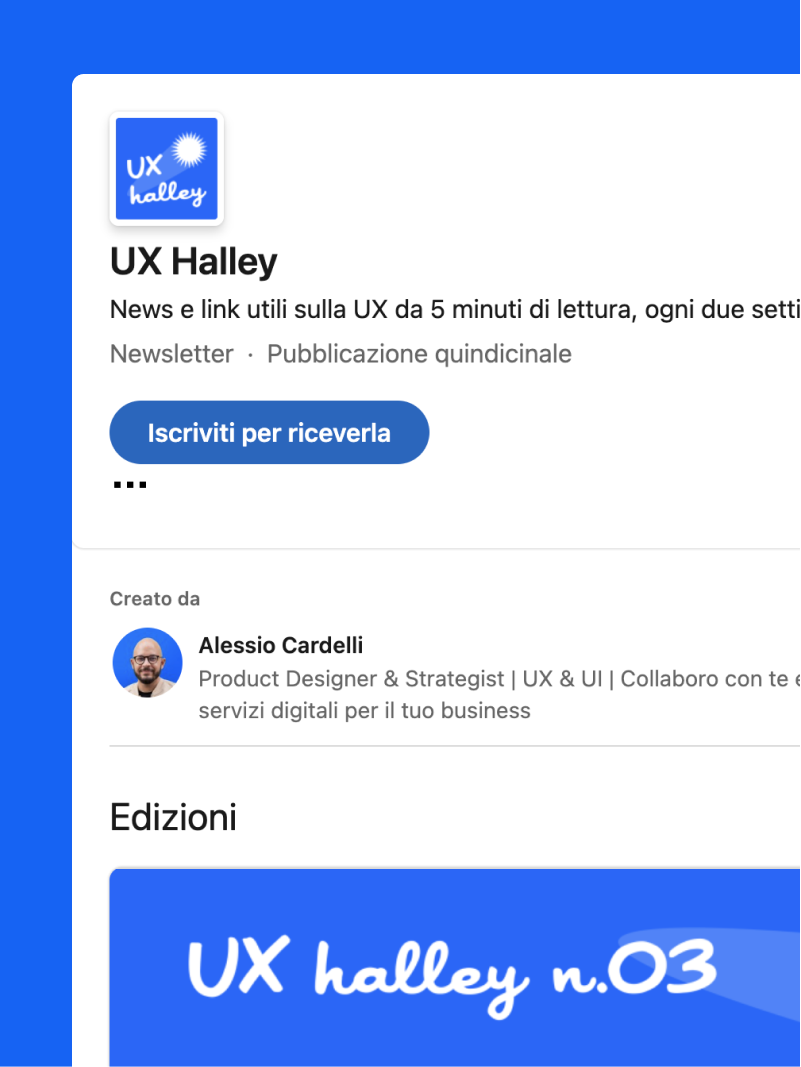 UX
halley
UX Halley
News e link utili sulla UX da 5 minuti di lettura, ogni due
Newsletter · Pubblicazione quindicinale
Iscriviti per riceverla
...
Creato da
Alessio Cardelli
Product Designer & Strategist | UX & UI | Collaboro con te
servizi digitali per il tuo business
Edizioni
UX halley n.03